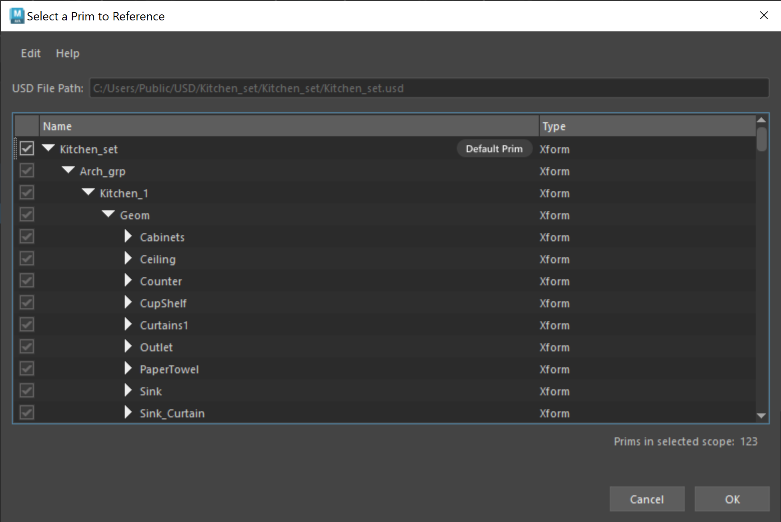 Select a Prim to Reference
Edit Help
USD File Path: C:/Users/Public/USD/Kitchen_set/Kitchen_set/Kitchen_set.usd
Name Type
Kitchen_set Default Prim Xform
Arch_grp Xform
Kitchen_1 Xform
Geom Xform
Cabinets Xform
Ceiling Xform
Counter Xform
CupShelf Xform
Curtains1 Xform
Outlet Xform
PaperTowel Xform
Sink Xform
Sink_Curtain Xform
Prims in selected scope: 123
Cancel OK